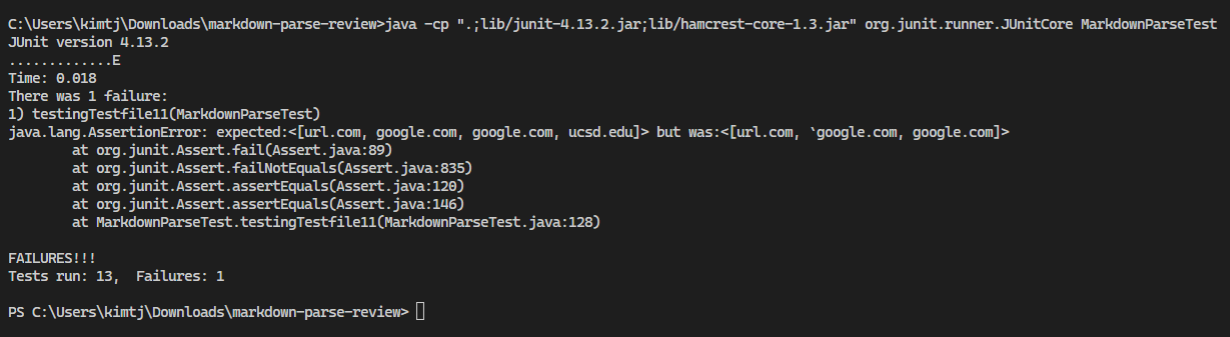 C:\Users\kimtj\Downloads\markdown-parse-review>java -cp ".;lib/junit-4.13.2.jar;lib/hamcrest-core-1.3.jar" org.junit.runner.JUnitCore MarkdownParseTest
JUnit version 4.13.2
.............E
Time: 0.018
There was 1 failure:
1) testingTestfile11(MarkdownParseTest)
java.lang.AssertionError: expected:<[url.com, google.com, google.com, ucsd.edu]> but was:<[url.com, `google.com, google.com]>
        at org.junit.Assert.fail(Assert.java:89)
        at org.junit.Assert.failNotEquals(Assert.java:835)
        at org.junit.Assert.assertEquals(Assert.java:120)
        at org.junit.Assert.assertEquals(Assert.java:146)
        at MarkdownParseTest.testingTestfile11(MarkdownParseTest.java:128)

FAILURES!!!
Tests run: 13,  Failures: 1

PS C:\Users\kimtj\Downloads\markdown-parse-review>